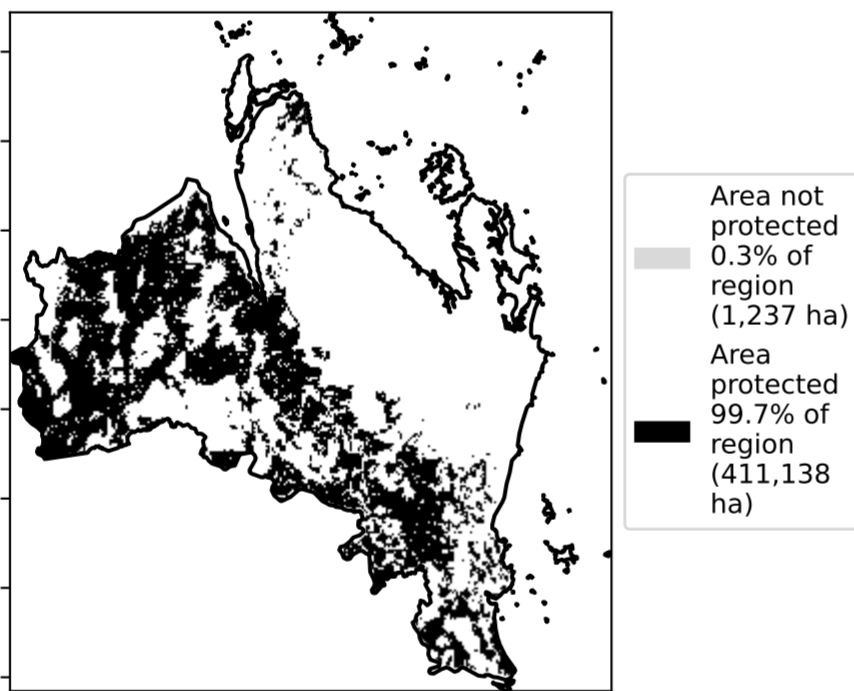 Area not
protected
0.3% of
region
(1,237 ha)
Area
protected
99.7% of
region
(411,138
ha)